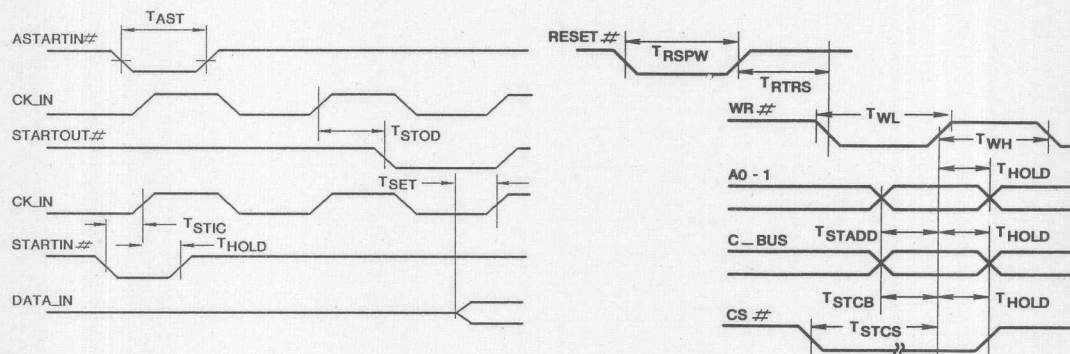 TAST
ASTARTIN#
CK_IN
STARTOUT#
TSTOD
TSET
CK_IN
TSTIC
STARTIN#
THOLD
DATA_IN
RESET#
TRSPW
TRTRS
WR#
TWL
TWH
THOLD
A0 - 1
TSTADD
THOLD
C_BUS
TSTCB
THOLD
CS#
TSTCS